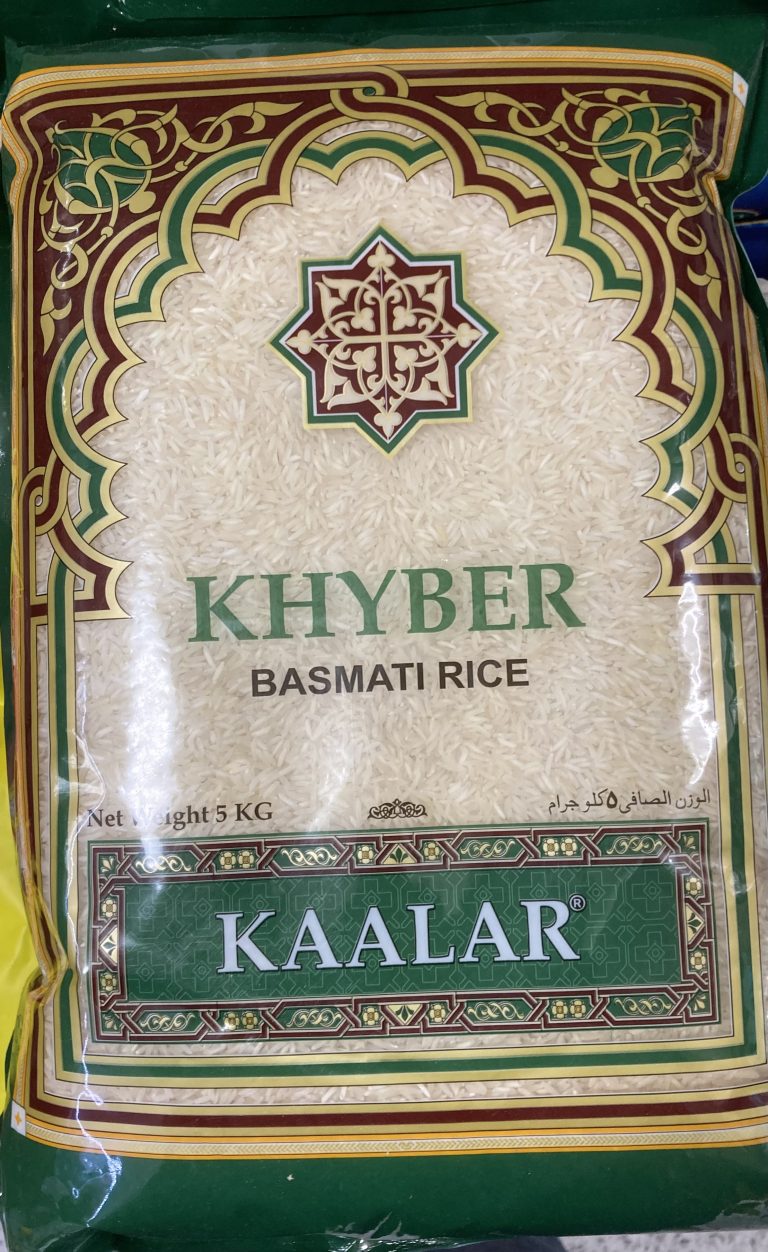 KHYBER
BASMATI RICE
Net Weight 5 KG
الوزن الصافى ٥ كلو جرام
KAALAR®